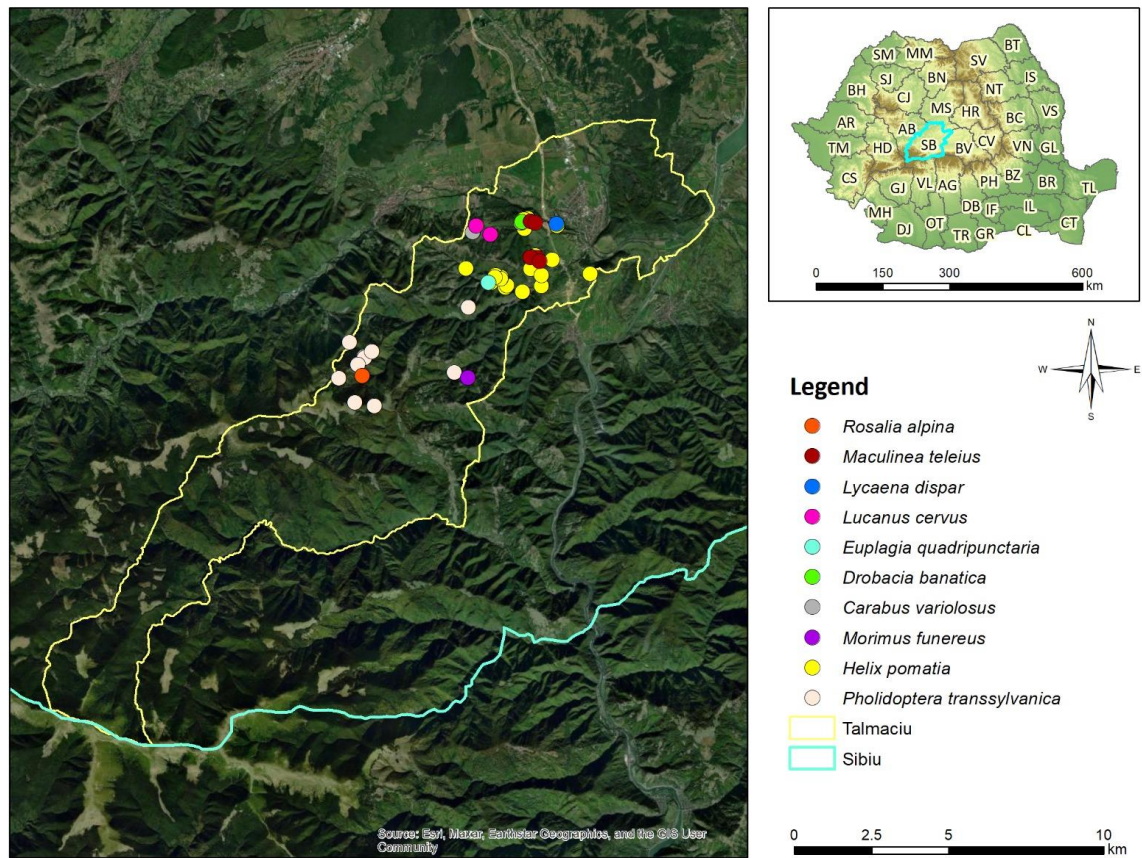 Source: Esri, Maxar, Earthstar Geographics, and the GIS User
Community
BT
SM
MM
SV
SJ
BN
IS
BH
CJ
NT
MS
HR
VS
AR
AB
BC
TM
HD
SB
BV
CV
VN
GL
CS
GJ
VL
AG
PH
BZ
BR
TL
MH
DB
IF
IL
DJ
OT
TR
GR
CL
CT
0 150 300 600
km
N
W E
S
Legend
Rosalia alpina
Maculinea teleius
Lycaena dispar
Lucanus cervus
Euplagia quadripunctaria
Drobacia banatica
Carabus variolosus
Morimus funereus
Helix pomatia
Pholidoptera transsylvanica
Talmaciu
Sibiu
0 2.5 5 10
km